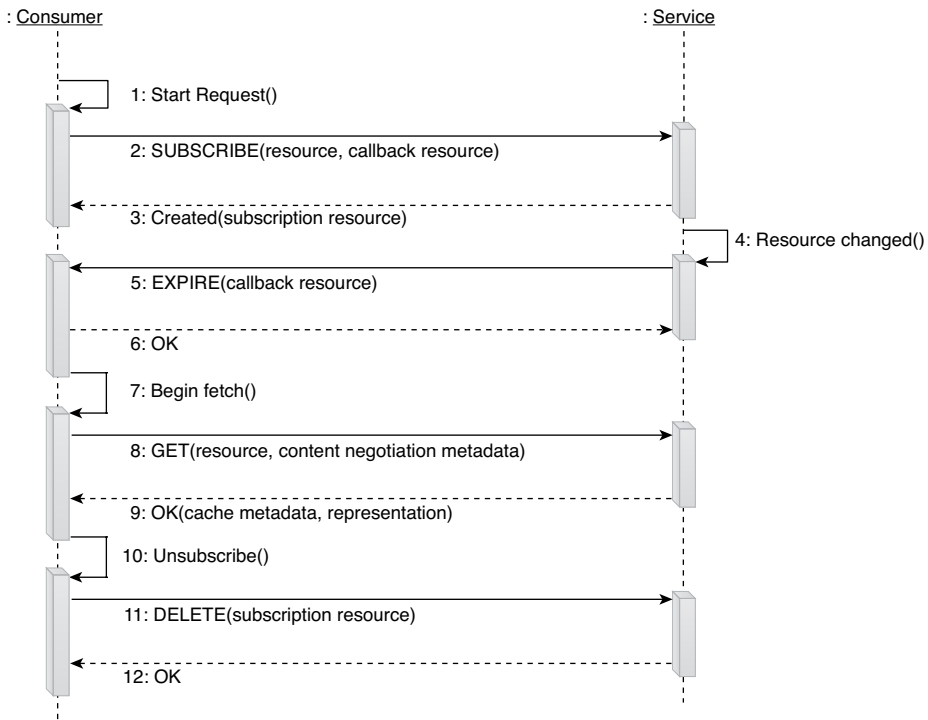 : Consumer
: Service
1: Start Request()
2: SUBSCRIBE(resource, callback resource)
3: Created(subscription resource)
4: Resource changed()
5: EXPIRE(callback resource)
6: OK
7: Begin fetch()
8: GET(resource, content negotiation metadata)
9: OK(cache metadata, representation)
10: Unsubscribe()
11: DELETE(subscription resource)
12: OK